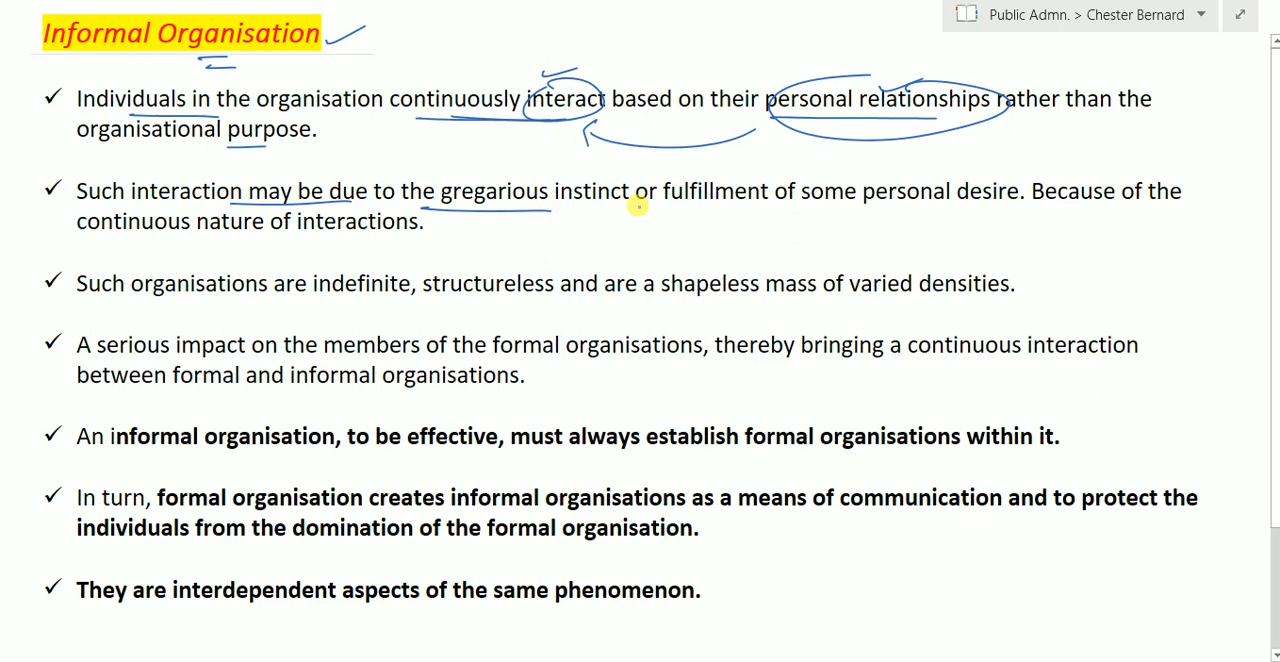 Public Admn. > Chester Bernard
Informal Organisation
✓ Individuals in the organisation continuously interact based on their personal relationships rather than the
organisational purpose.
✓ Such interaction may be due to the gregarious instinct or fulfillment of some personal desire. Because of the
continuous nature of interactions.
✓ Such organisations are indefinite, structureless and are a shapeless mass of varied densities.
✓ A serious impact on the members of the formal organisations, thereby bringing a continuous interaction
between formal and informal organisations.
✓ An informal organisation, to be effective, must always establish formal organisations within it.
✓ In turn, formal organisation creates informal organisations as a means of communication and to protect the
individuals from the domination of the formal organisation.
✓ They are interdependent aspects of the same phenomenon.